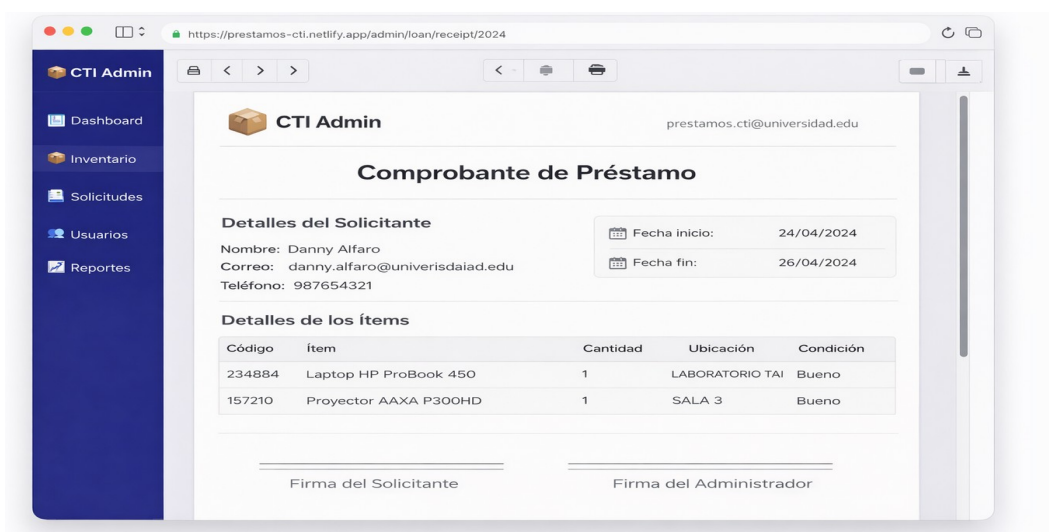 https://prestamos-cti.netlify.app/admin/loan/receipt/2024
CTI Admin
Dashboard
Inventario
Solicitudes
Usuarios
Reportes
CTI Admin
prestamos.cti@universidad.edu
Comprobante de Préstamo
Detalles del Solicitante
Nombre: Danny Alfaro
Correo: danny.alfaro@univerisdaiad.edu
Teléfono: 987654321
Fecha inicio: 24/04/2024
Fecha fin: 26/04/2024
Detalles de los ítems
Código Ítem Cantidad Ubicación Condición
234884 Laptop HP ProBook 450 1 LABORATORIO TAI Bueno
157210 Proyector AAXA P300HD 1 SALA 3 Bueno
Firma del Solicitante Firma del Administrador